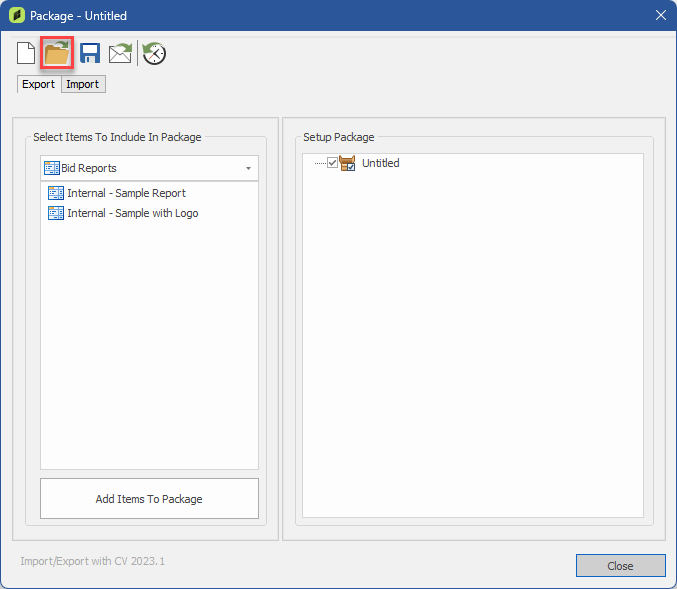 Package - Untitled
Export Import
Select Items To Include In Package
Bid Reports
Internal - Sample Report
Internal - Sample with Logo
Add Items To Package
Setup Package
Untitled
Import/Export with CV 2023.1
Close